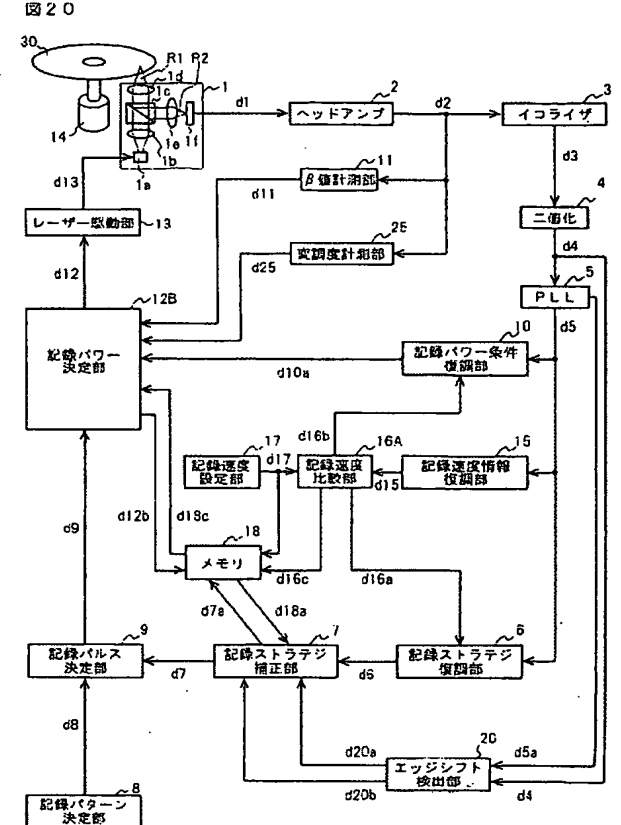 図20
30
R1
R2
1d
1c
1
1e
1f
1b
1a
14
d1
2
ヘッドアンプ
d2
3
イコライザ
d3
4
二値化
d4
5
PLL
d5
11
β値計測部
d11
25
変調度計測部
d25
d13
レーザー駆動部
13
d12
12B
記録パワー
決定部
10
記録パワー条件
復調部
d10a
d16b
16A
記録速度
比較部
17
記録速度
設定部
d17
15
記録速度情報
復調部
d15
d9
d12b
d18c
18
メモリ
d16c
d16a
d7a
d18a
9
記録パルス
決定部
d7
7
記録ストラテジ
補正部
d6
6
記録ストラテジ
復調部
d8
d20a
d20b
20
エッジシフト
検出部
d5a
d4
8
記録パターン
決定部